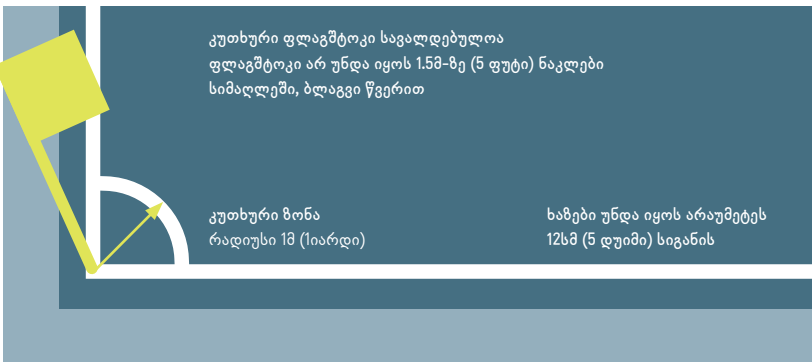 კუთხური ფლაგშტოკი სავალდებულოა
ფლაგშტოკი არ უნდა იყოს 1.5მ-ზე (5 ფუტი) ნაკლები
სიმაღლეში, ბლაგვი წვერით
კუთხური ზონა
რადიუსი 1მ (1იარდი)
ხაზები უნდა იყოს არაუმეტეს
12სმ (5 დუიმი) სიგანის